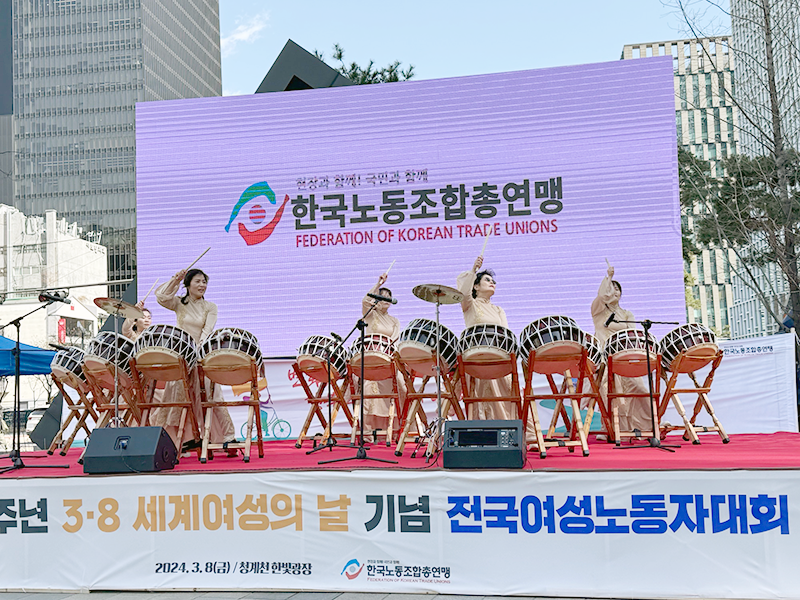 현장과 함께! 국민과 함께
한국노동조합총연맹
FEDERATION OF KOREAN TRADE UNIONS
주년 3·8 세계여성의 날 기념 전국여성노동자대회
2024. 3. 8(금) / 청계천 한빛광장
한국노동조합총연맹
FEDERATION OF KOREAN TRADE UNIONS